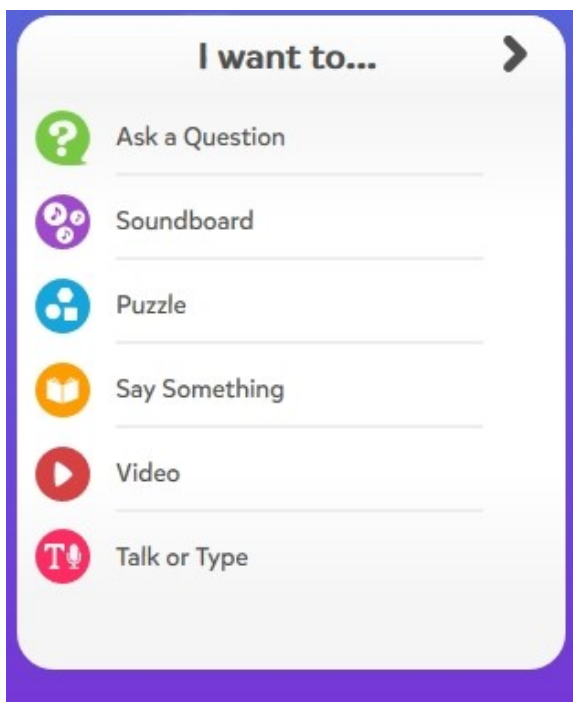 I want to...
Ask a Question
Soundboard
Puzzle
Say Something
Video
T
Talk or Type